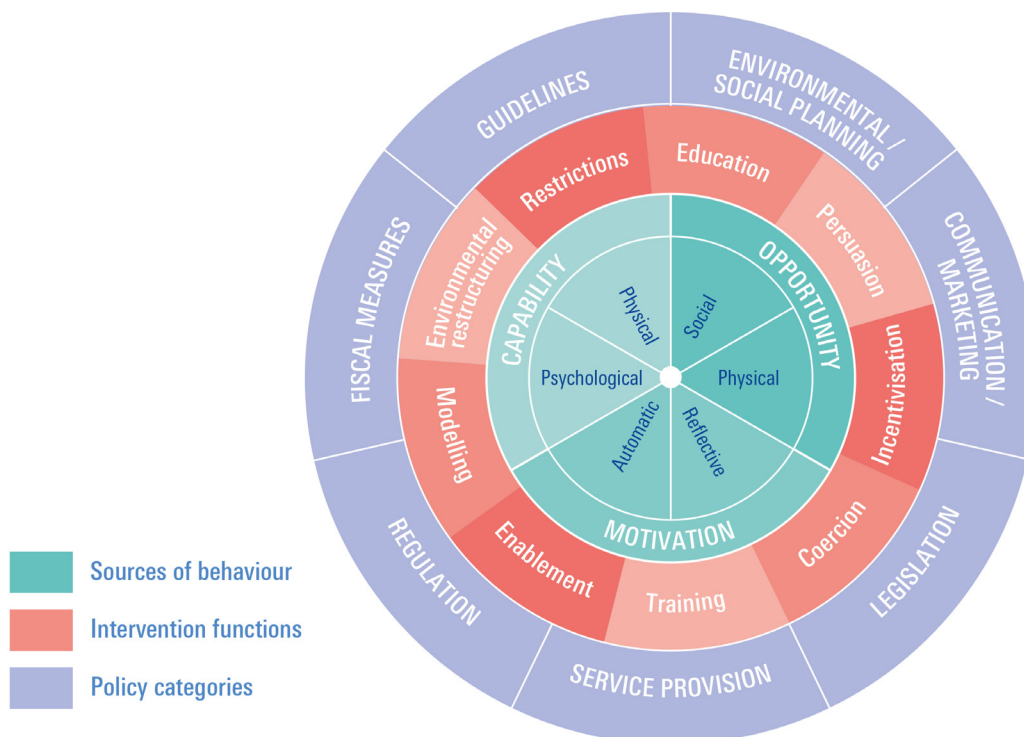 GUIDELINES
ENVIRONMENTAL /
SOCIAL PLANNING
COMMUNICATION /
MARKETING
LEGISLATION
SERVICE PROVISION
REGULATION
FISCAL MEASURES
Restrictions
Education
Persuasion
Incentivisation
Coercion
Training
Enablement
Modelling
Environmental
restructuring
CAPABILITY
OPPORTUNITY
MOTIVATION
Physical
Social
Physical
Reflective
Automatic
Psychological
Sources of behaviour
Intervention functions
Policy categories